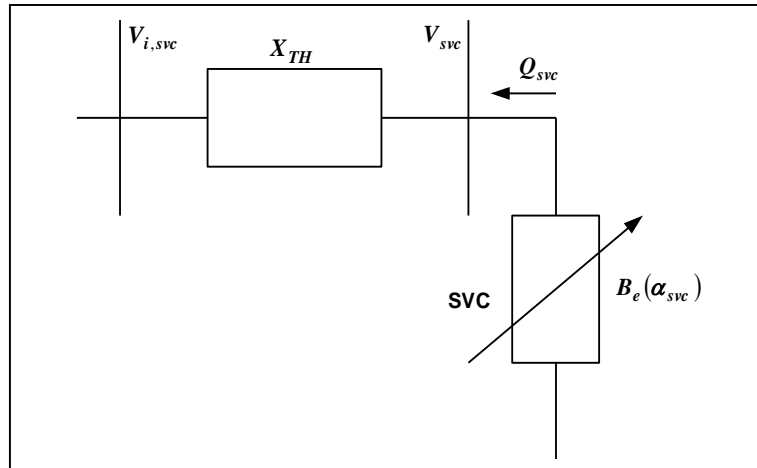 V_{i,svc}
X_{TH}
V_{svc}
Q_{svc}
SVC
B_e(α_{svc})